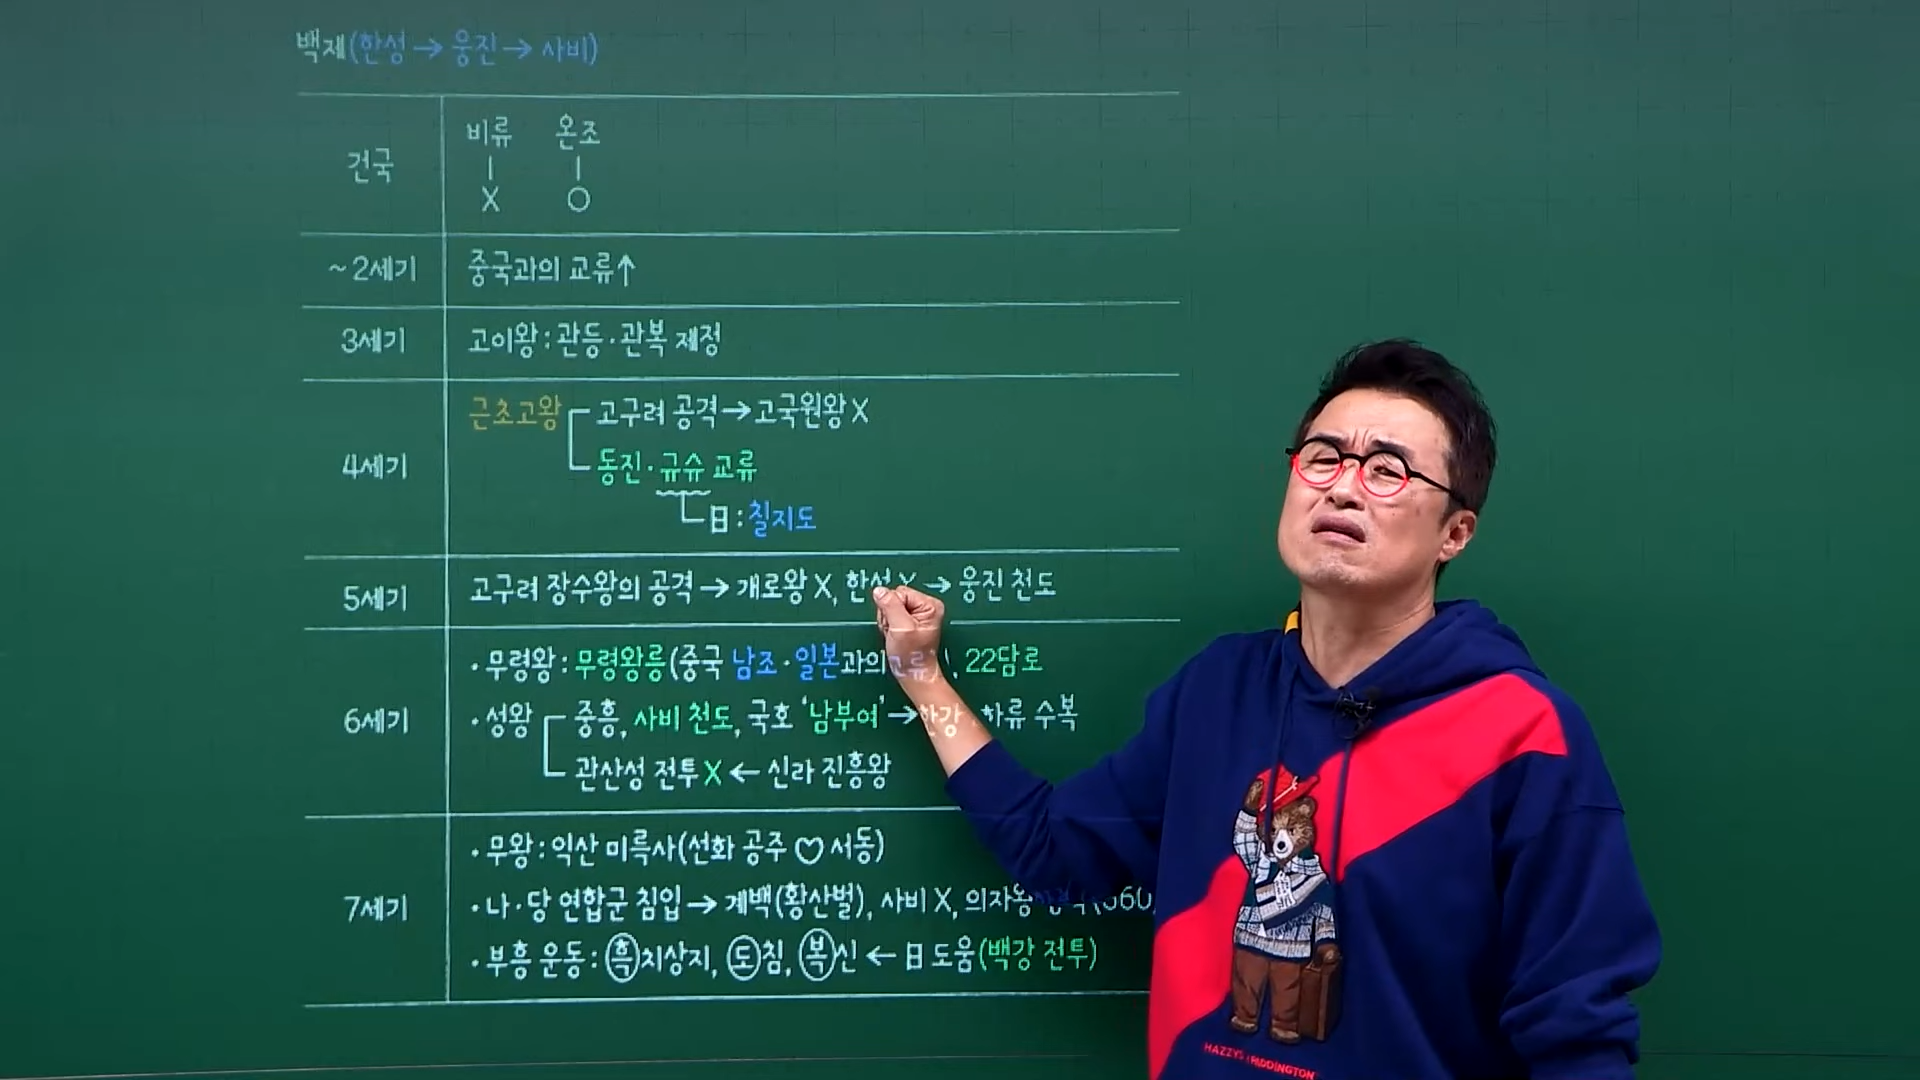 백제(한성→웅진→사비)
건국
비류 온조
X O
~2세기
중국과의 교류↑
3세기
고이왕:관등·관복 제정
4세기
근초고왕 고구려 공격→고국원왕 X
동진·규슈 교류
日:칠지도
5세기
고구려 장수왕의 공격→개로왕 X, 한성 X→웅진 천도
6세기
·무령왕:무령왕릉(중국 남조·일본과의 교류), 22담로
·성왕 중흥, 사비 천도, 국호 '남부여'→한강 하류 수복
관산성 전투 X←신라 진흥왕
7세기
·무왕:익산 미륵사(선화 공주♡서동)
·나·당 연합군 침입→계백(황산벌), 사비 X, 의자왕
·부흥 운동:흑치상지, 도침, 복신←日 도움(백강 전투)
HAZZYS PADDINGTON